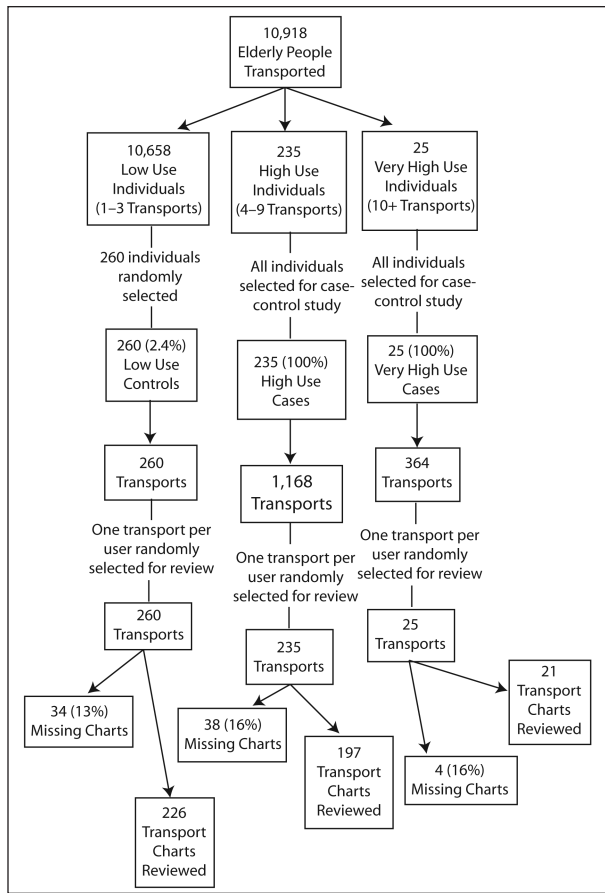 10,918
Elderly People
Transported
10,658
Low Use
Individuals
(1–3 Transports)
235
High Use
Individuals
(4–9 Transports)
25
Very High Use
Individuals
(10+ Transports)
260 individuals
randomly
selected
All individuals
selected for case-
control study
All individuals
selected for case-
control study
260 (2.4%)
Low Use
Controls
235 (100%)
High Use
Cases
25 (100%)
Very High Use
Cases
260
Transports
1,168
Transports
364
Transports
One transport per
user randomly
selected for review
One transport per
user randomly
selected for review
One transport per
user randomly
selected for review
260
Transports
235
Transports
25
Transports
34 (13%)
Missing Charts
226
Transport
Charts
Reviewed
38 (16%)
Missing Charts
197
Transport
Charts
Reviewed
4 (16%)
Missing Charts
21
Transport
Charts
Reviewed